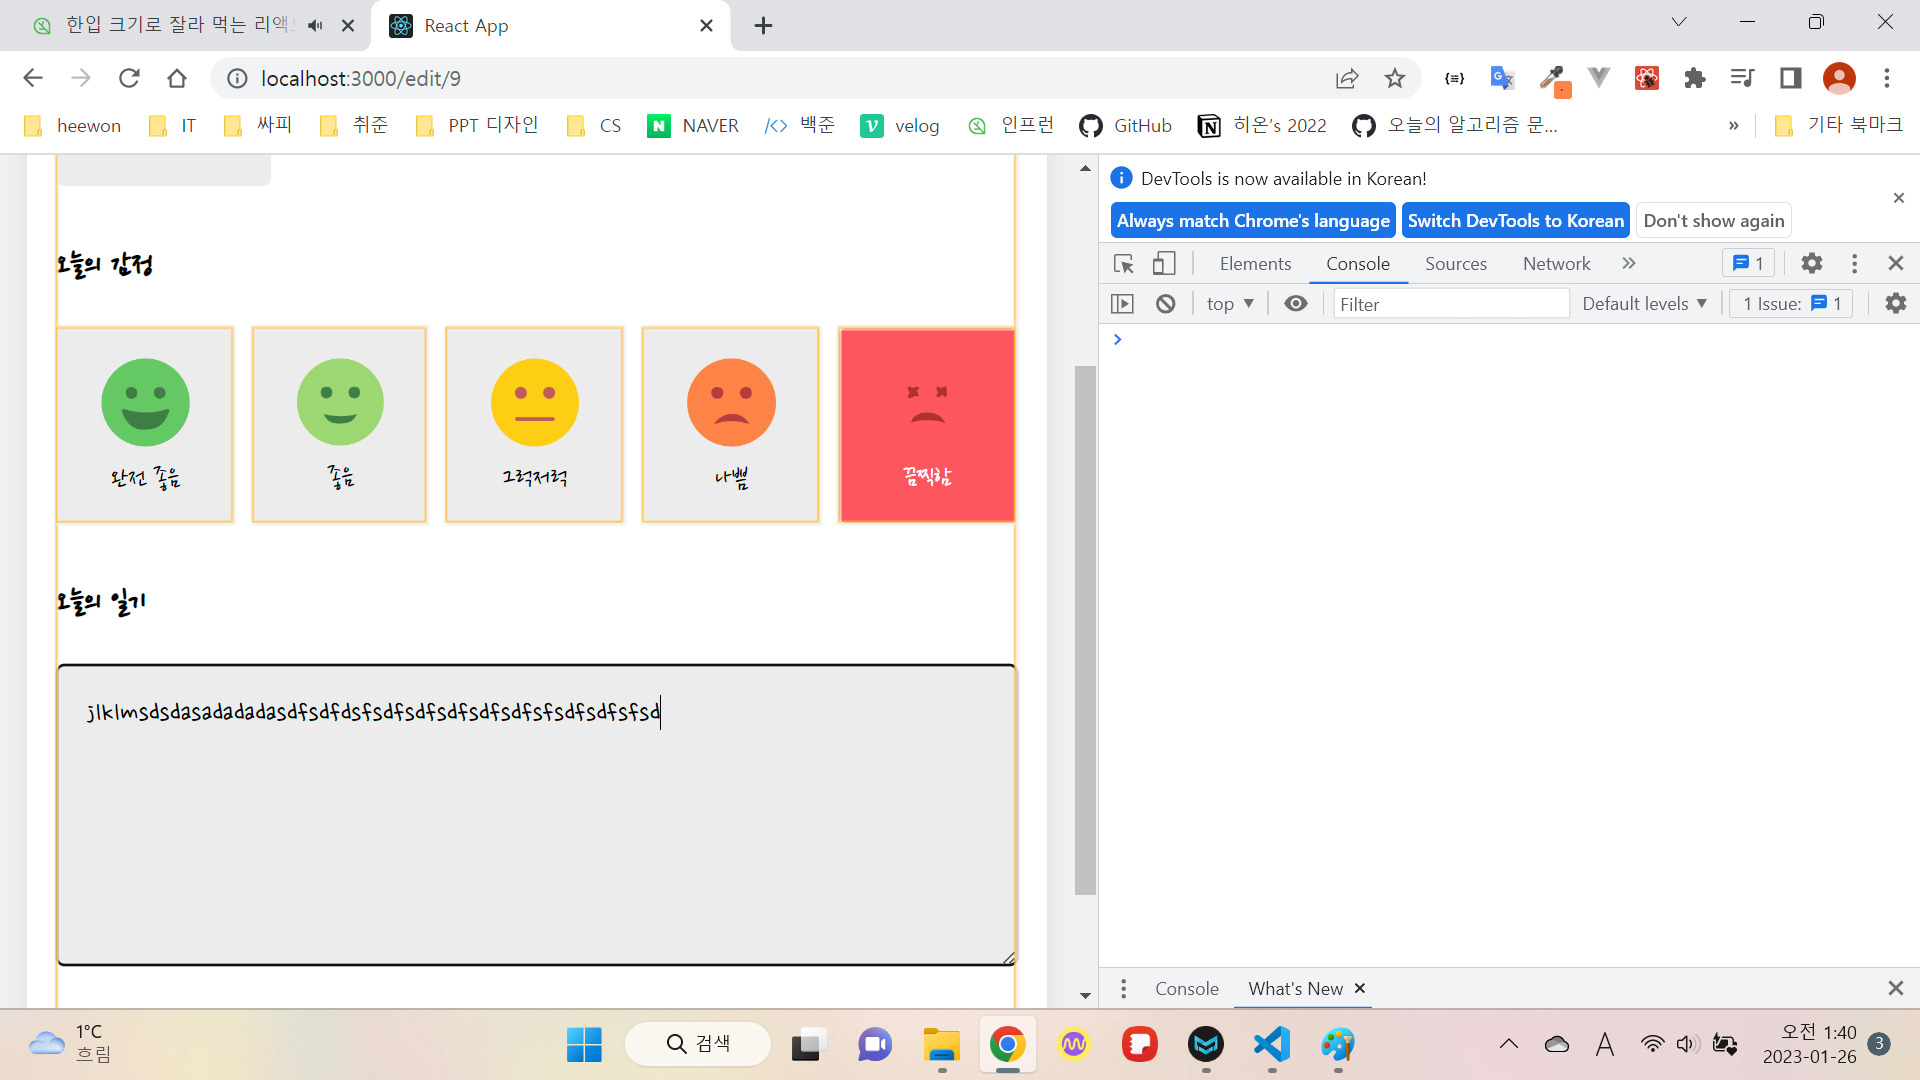 한입 크기로 잘라 먹는 리액
React App
localhost:3000/edit/9
heewon
IT
싸피
취준
PPT 디자인
CS
N NAVER
백준
velog
인프런
GitHub
히온's 2022
오늘의 알고리즘 문...
»
기타 북마크
DevTools is now available in Korean!
Always match Chrome's language
Switch DevTools to Korean
Don't show again
Elements
Console
Sources
Network
»
1
top
Filter
Default levels
1 Issue: 1
오늘의 감정
완전 좋음
좋음
그럭저럭
나쁨
끔찍함
오늘의 일기
jlklmsdsdasadadadasdfsdfdsfsdfsdfsdfsdfsdfsfsdfsdfsfsd
Console
What's New
1°C
흐림
검색
A
오전 1:40
2023-01-26
3